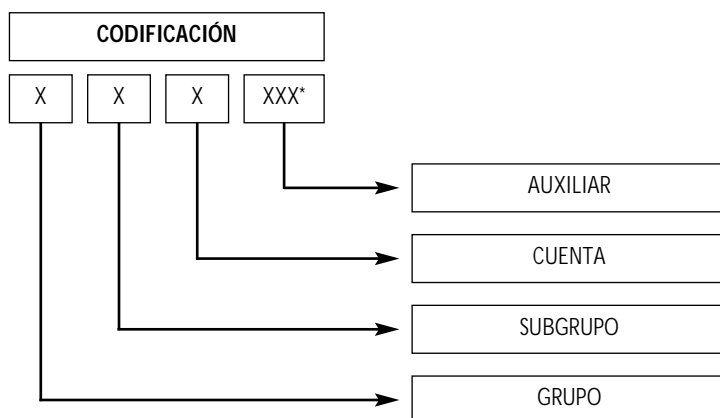 CODIFICACIÓN
X X X XXX*
AUXILIAR
CUENTA
SUBGRUPO
GRUPO